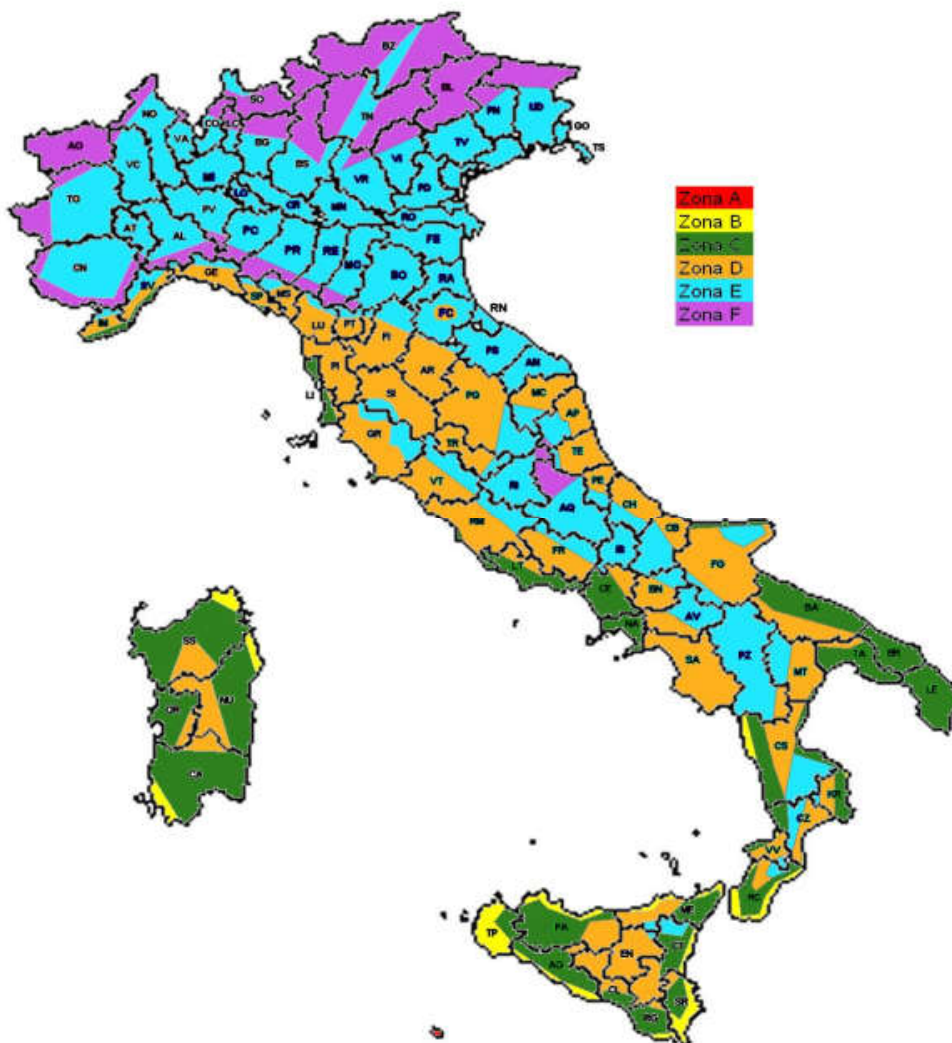 BZ
SO
BL
NO
TN
PN
UD
CO
LC
GO
VA
AO
BG
TV
TS
BS
VI
VC
MI
VR
PD
TO
LO
CR
MN
PV
RO
AT
PC
AL
PR
RE
FE
MO
CN
BO
RA
GE
SV
SP
MS
FC
RN
IM
LU
PT
FI
PS
AN
PI
AR
MC
PG
LI
SI
AP
GR
TR
TE
VT
RI
PE
AQ
CH
RM
CB
FR
IS
FG
LT
CE
BN
BA
AV
NA
BR
SA
PZ
TA
MT
LE
CS
KR
CZ
VV
RC
SS
NU
OR
CA
ME
PA
TP
CT
EN
AG
CL
SR
RG
Zona A
Zona B
Zona C
Zona D
Zona E
Zona F